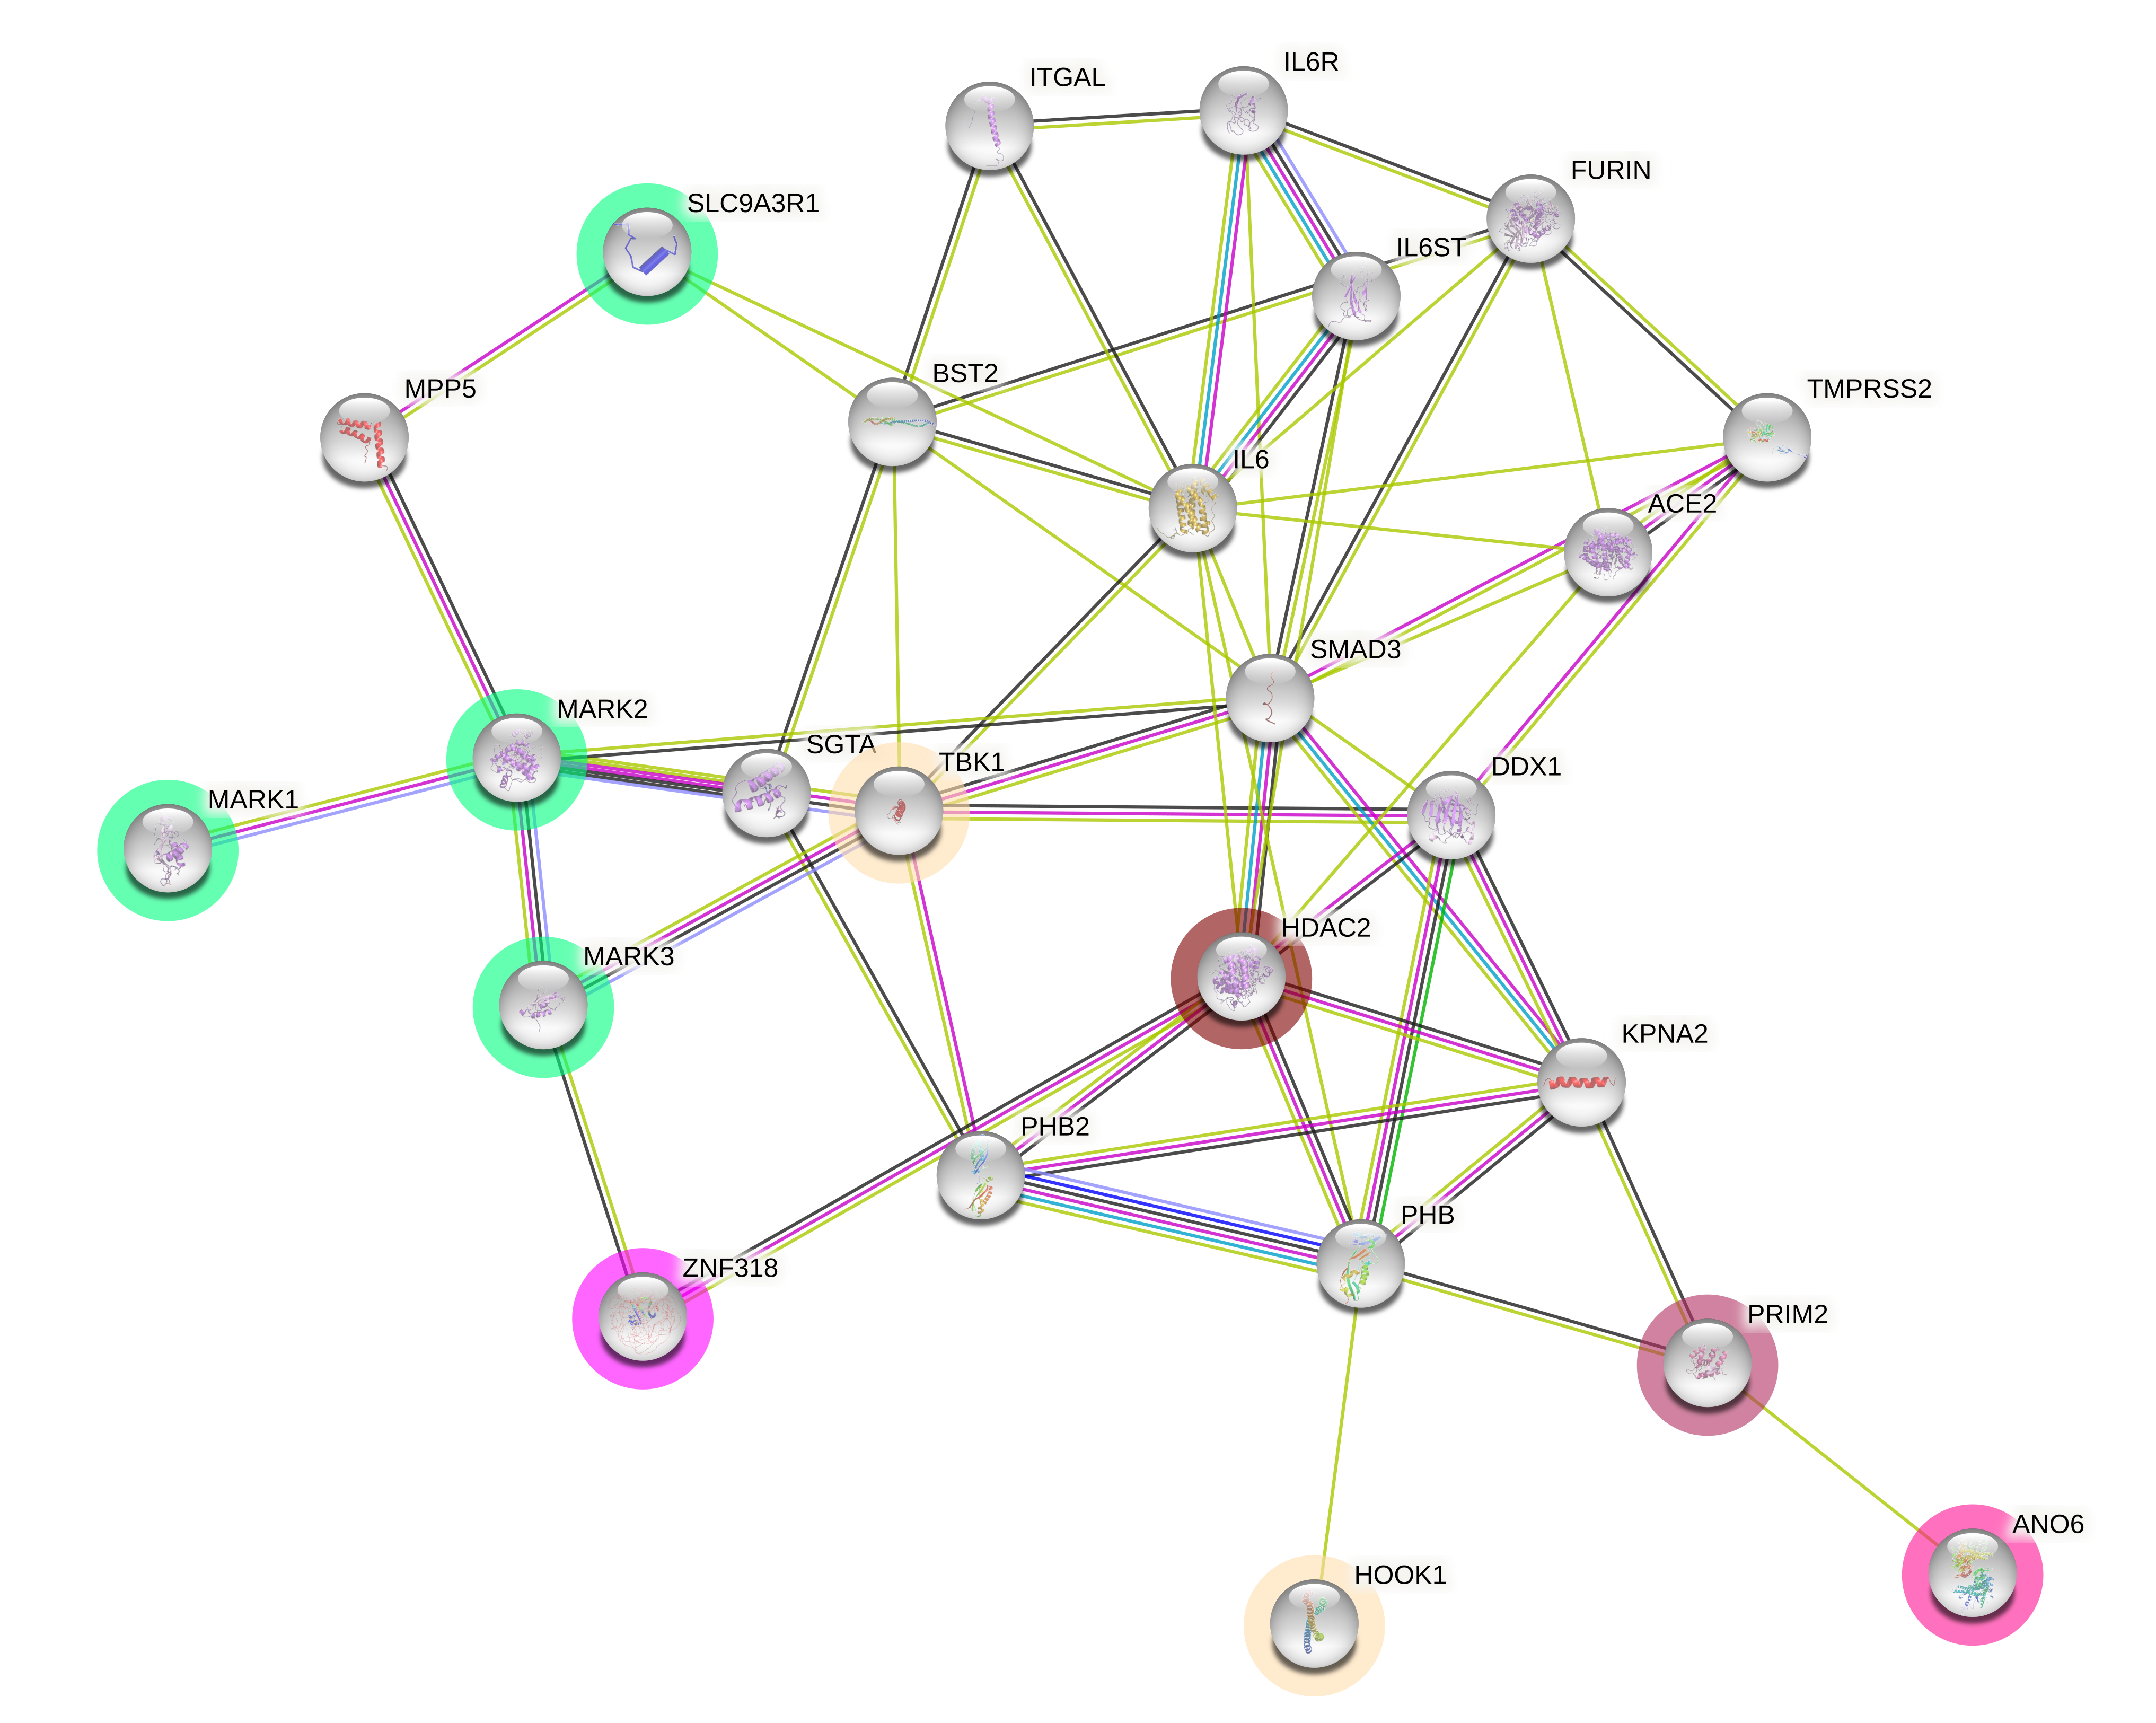 IL6R
ITGAL
FURIN
SLC9A3R1
IL6ST
BST2
MPP5
TMPRSS2
IL6
ACE2
SMAD3
MARK2
SGTA
TBK1
DDX1
MARK1
HDAC2
MARK3
KPNA2
PHB2
PHB
ZNF318
PRIM2
ANO6
HOOK1